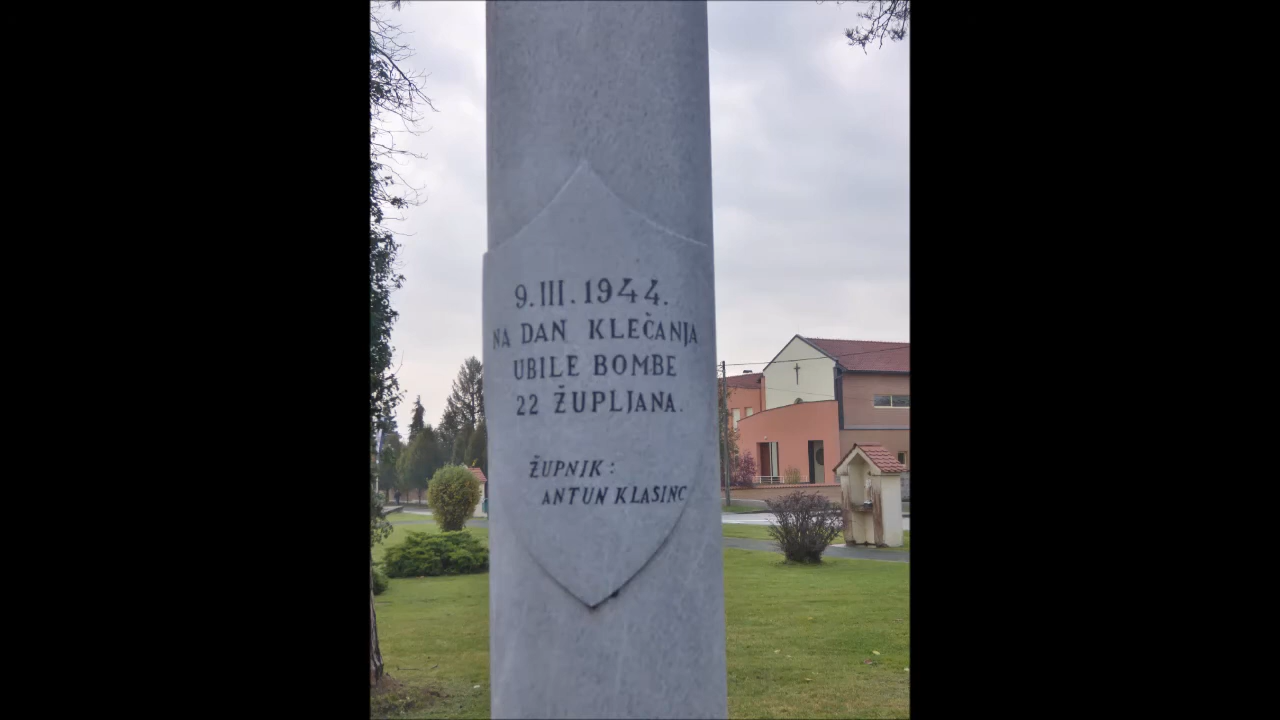 9.III.1944.
NA DAN KLEČANJA
UBILE BOMBE
22 ŽUPLJANA.
ŽUPNIK:
ANTUN KLASINC